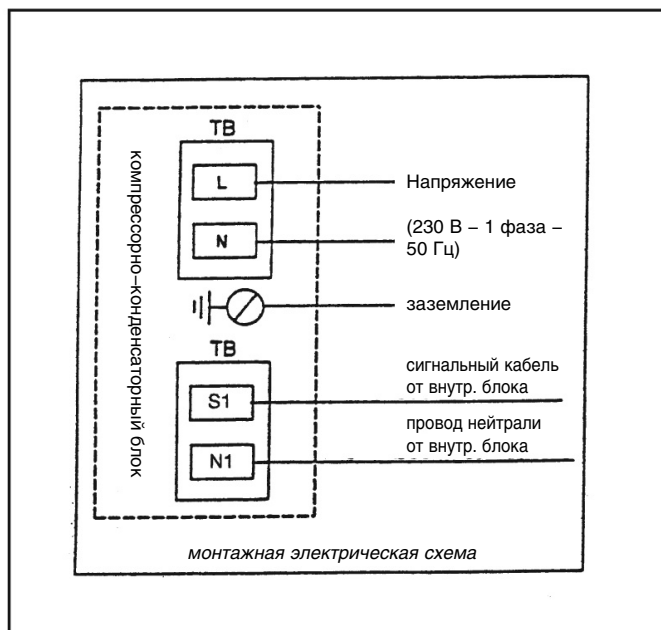 компрессорно–конденсаторный блок
TB
L
Напряжение
N
(230 В – 1 фаза –
50 Гц)
заземление
TB
S1
сигнальный кабель
от внутр. блока
N1
провод нейтрали
от внутр. блока
монтажная электрическая схема